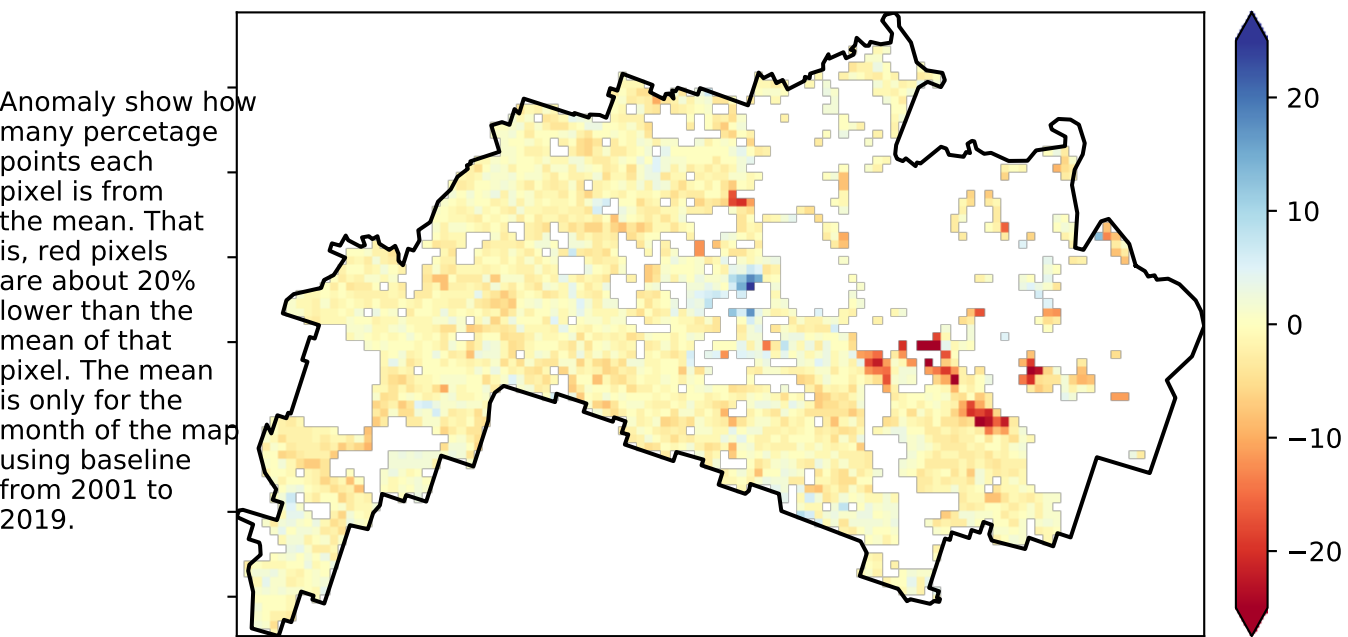 Anomaly show how
many percetage
points each
pixel is from
the mean. That
is, red pixels
are about 20%
lower than the
mean of that
pixel. The mean
is only for the
month of the map
using baseline
from 2001 to
2019.
20
10
0
−10
−20